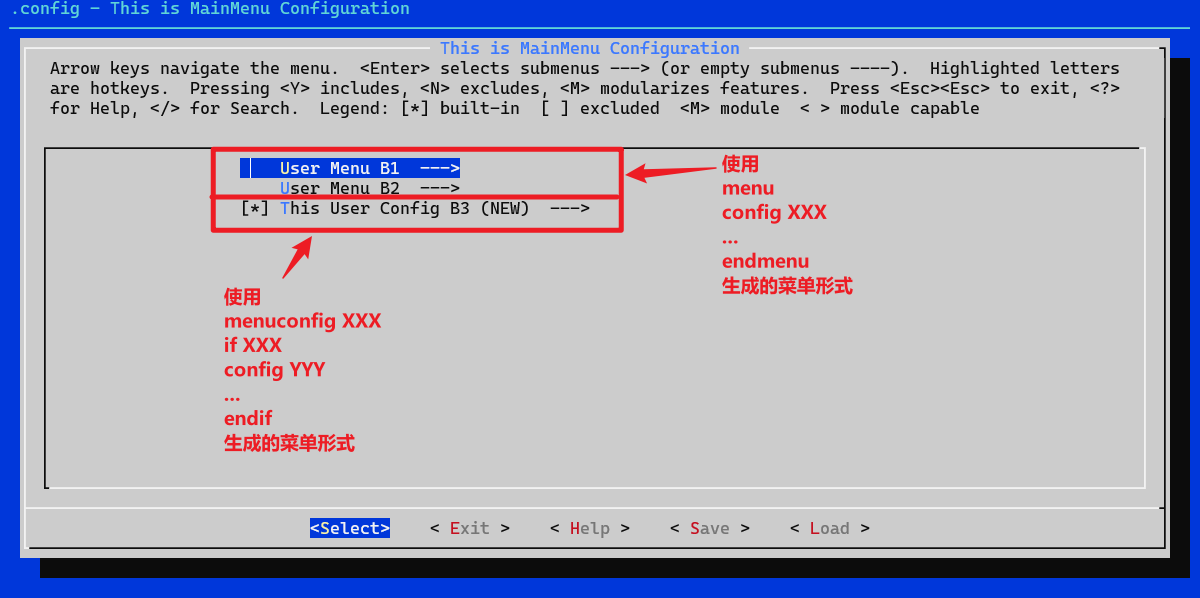 .config - This is MainMenu Configuration
This is MainMenu Configuration
Arrow keys navigate the menu.  <Enter> selects submenus ---> (or empty submenus ----).  Highlighted letters
are hotkeys.  Pressing <Y> includes, <N> excludes, <M> modularizes features.  Press <Esc><Esc> to exit, <?>
for Help, </> for Search.  Legend: [*] built-in  [ ] excluded  <M> module  < > module capable
User Menu B1  --->
User Menu B2  --->
[*] This User Config B3 (NEW)  --->
使用
menu
config XXX
...
endmenu
生成的菜单形式
使用
menuconfig XXX
if XXX
config YYY
...
endif
生成的菜单形式
<Select>    < Exit >    < Help >    < Save >    < Load >